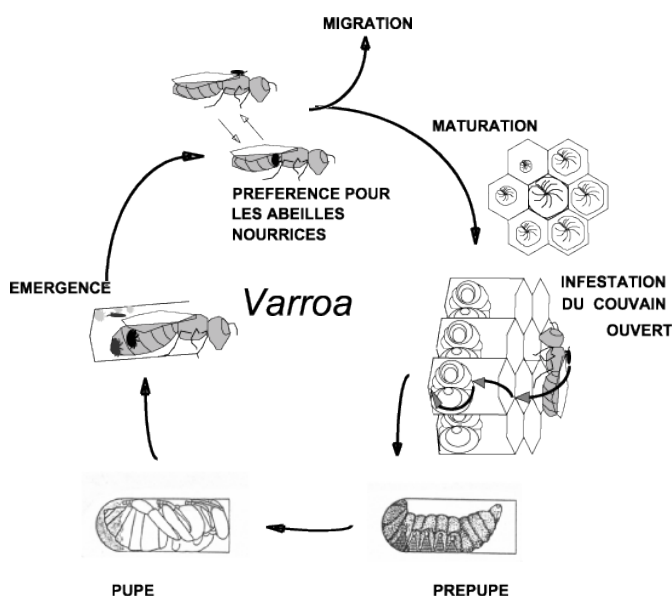 MIGRATION
MATURATION
PREFERENCE POUR
LES ABEILLES
NOURRICES
EMERGENCE
Varroa
INFESTATION
DU COUVAIN
OUVERT
PUPE
PREPUPE